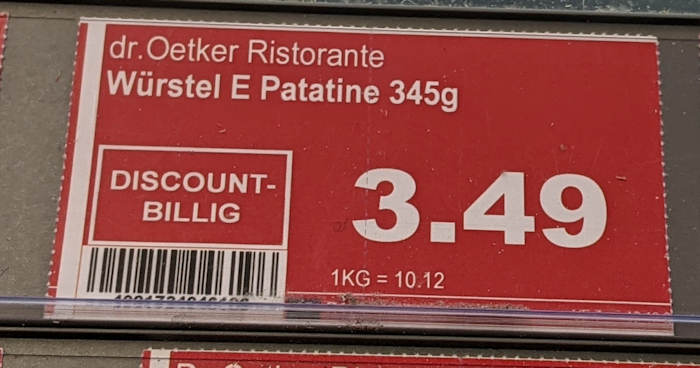 dr.Oetker Ristorante
Würstel E Patatine 345g
DISCOUNT-
BILLIG
3.49
1KG = 10.12